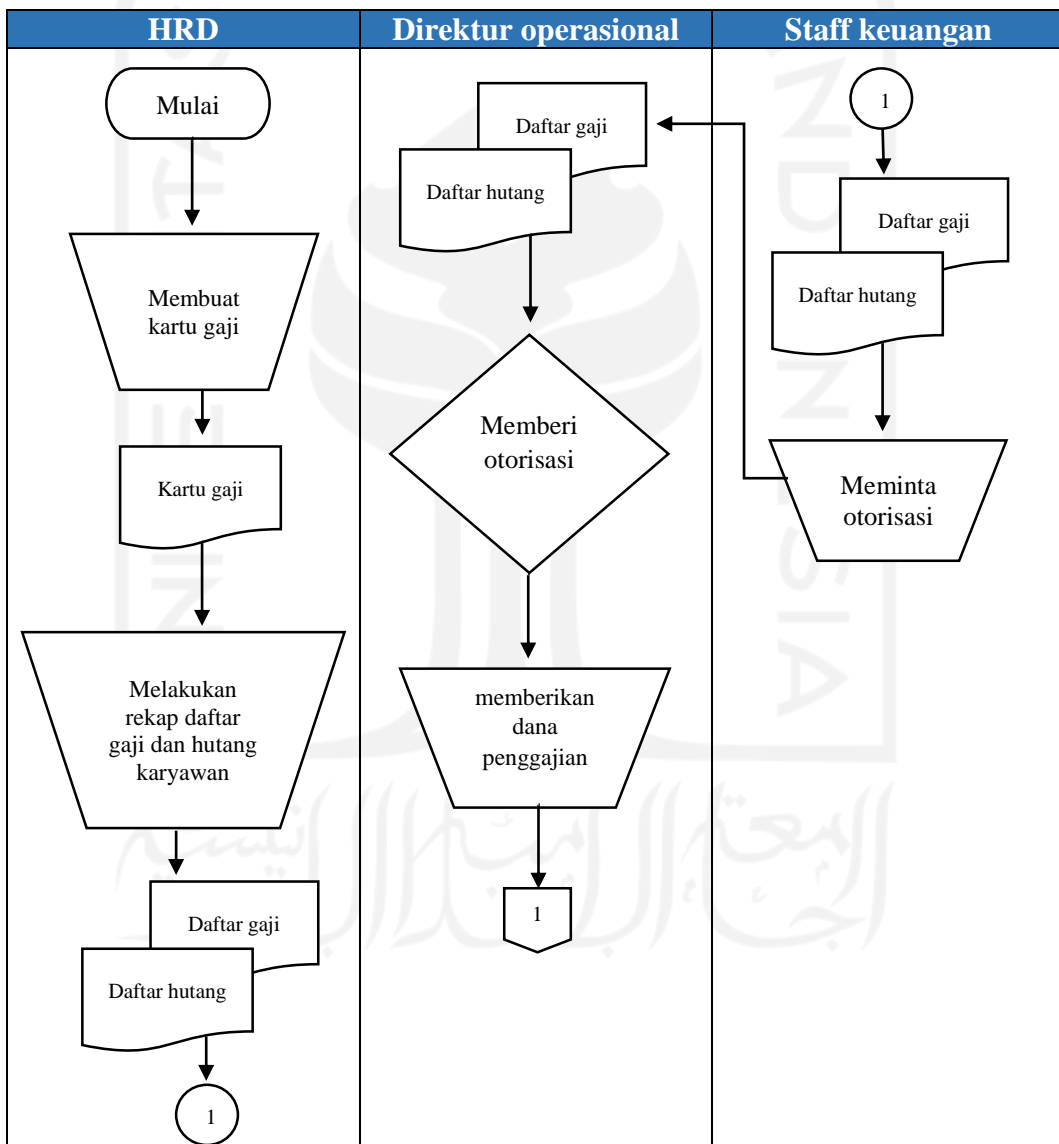 HRD
Direktur operasional
Staff keuangan
Mulai
Membuat
kartu gaji
Kartu gaji
Melakukan
rekap daftar
gaji dan hutang
karyawan
Daftar gaji
Daftar hutang
1
Daftar gaji
Daftar hutang
Memberi
otorisasi
memberikan
dana
penggajian
1
1
Daftar gaji
Daftar hutang
Meminta
otorisasi